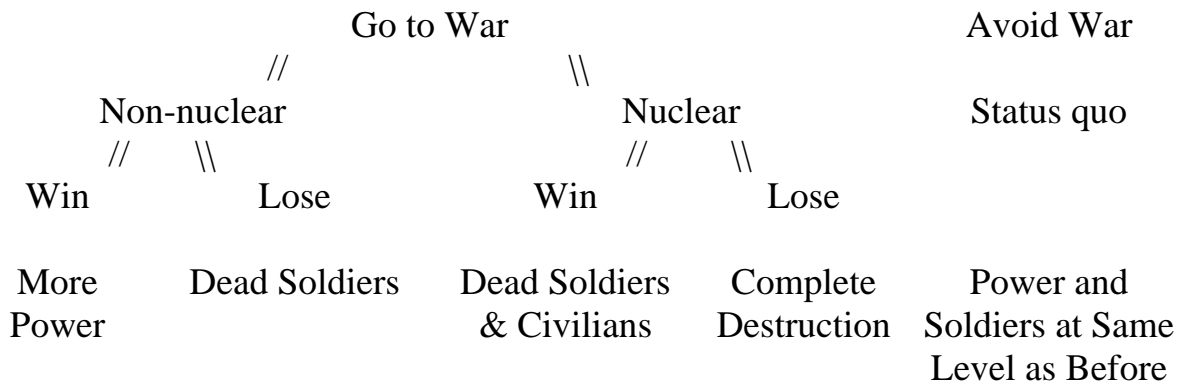 Go to War Avoid War
// \\
Non-nuclear Nuclear Status quo
// \\ // \\
Win Lose Win Lose
More Dead Soldiers Dead Soldiers Complete Power and
Power & Civilians Destruction Soldiers at Same
Level as Before